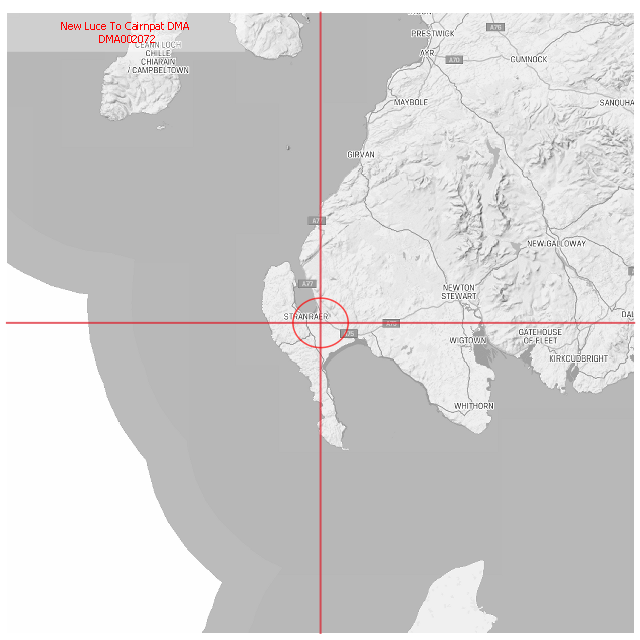 New Luce To Cairnpat DMA
DMA002072
CEANN LOCH
CHILLE
CHIARAIN
/ CAMPBELTOWN
PRESTWICK
A76
AYR
A70
CUMNOCK
MAYBOLE
SANQUHA
GIRVAN
A77
NEW GALLOWAY
A77
NEWTON
STEWART
STRANRAER
A75
DAL
WIGTOWN
GATEHOUSE
OF FLEET
KIRKCUDBRIGHT
WHITHORN